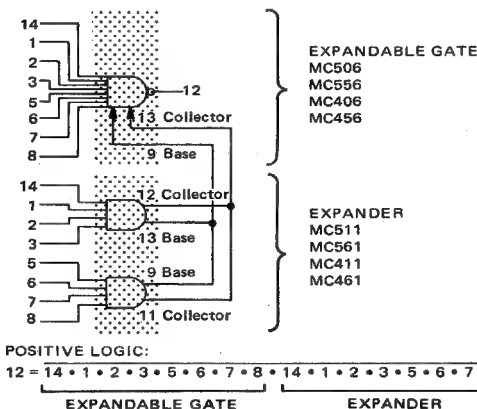 14
1
2
3
5
6
7
8
12
13 Collector
9 Base
EXPANDABLE GATE
MC506
MC556
MC406
MC456
14
1
2
3
12 Collector
13 Base
5
6
7
8
9 Base
11 Collector
EXPANDER
MC511
MC561
MC411
MC461
POSITIVE LOGIC:
12 = 14 • 1 • 2 • 3 • 5 • 6 • 7 • 8 • 14 • 1 • 2 • 3 • 5 • 6 • 7
EXPANDABLE GATE EXPANDER